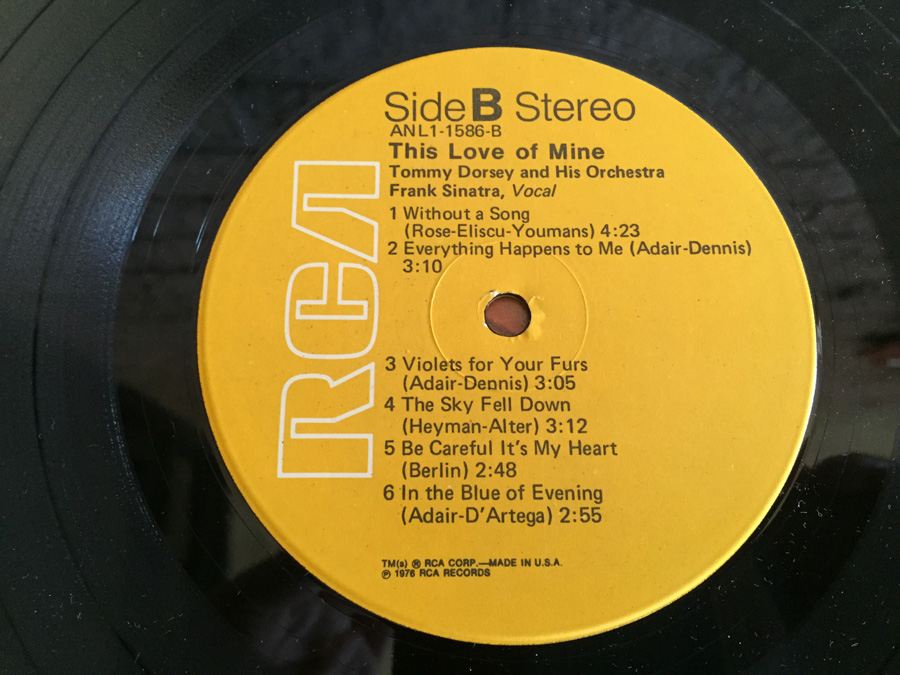 Side B Stereo
ANL1-1586-B
This Love of Mine
Tommy Dorsey and His Orchestra
Frank Sinatra, Vocal
1 Without a Song
(Rose-Eliscu-Youmans) 4:23
2 Everything Happens to Me (Adair-Dennis)
3:10
3 Violets for Your Furs
(Adair-Dennis) 3:05
4 The Sky Fell Down
(Heyman-Alter) 3:12
5 Be Careful It's My Heart
(Berlin) 2:48
6 In the Blue of Evening
(Adair-D'Artega) 2:55
TM(s) ® RCA CORP.—MADE IN U.S.A.
℗ 1976 RCA RECORDS
RCA